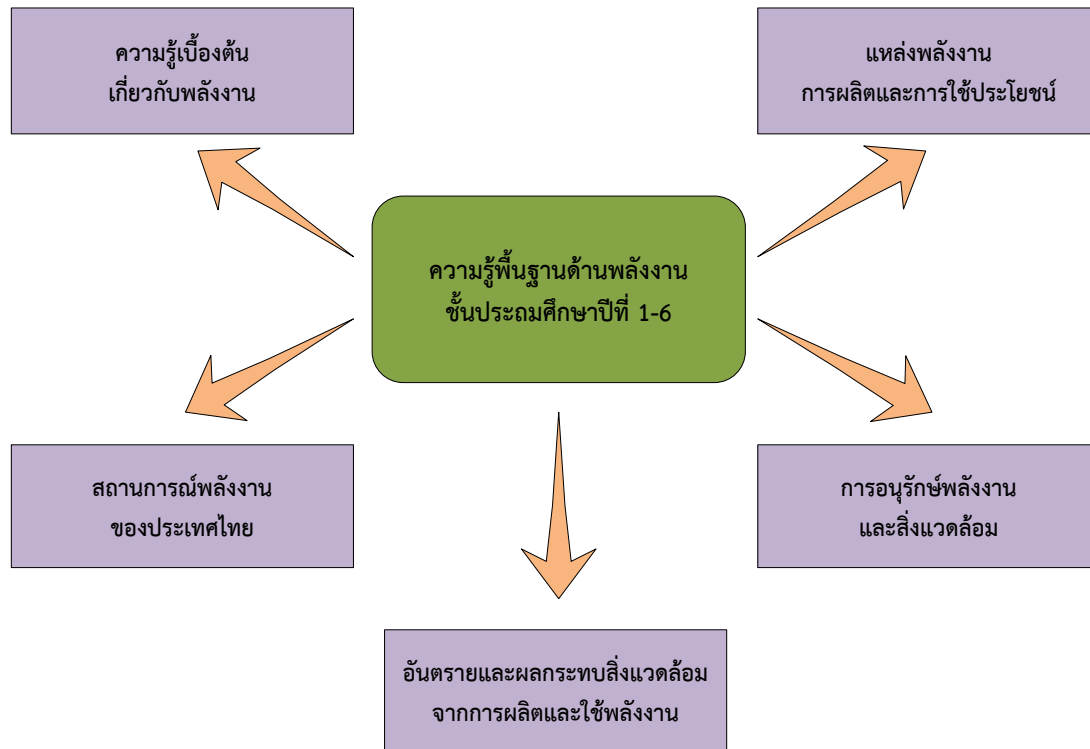 ความรู้เบื้องต้น
เกี่ยวกับพลังงาน
แหล่งพลังงาน
การผลิตและการใช้ประโยชน์
ความรู้พื้นฐานด้านพลังงาน
ชั้นประถมศึกษาปีที่ 1-6
สถานการณ์พลังงาน
ของประเทศไทย
การอนุรักษ์พลังงาน
และสิ่งแวดล้อม
อันตรายและผลกระทบสิ่งแวดล้อม
จากการผลิตและใช้พลังงาน